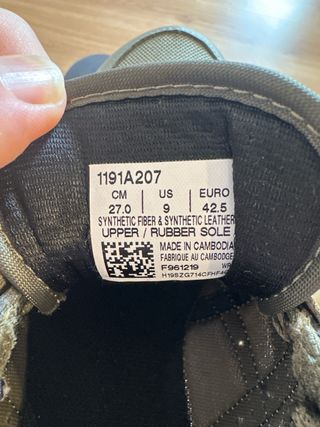 1191A207
CM US EURO
27.0 9 42.5
SYNTHETIC FIBER & SYNTHETIC LEATHER
UPPER / RUBBER SOLE
MADE IN CAMBODIA
FABRIQUE AU CAMBODGE
F961219